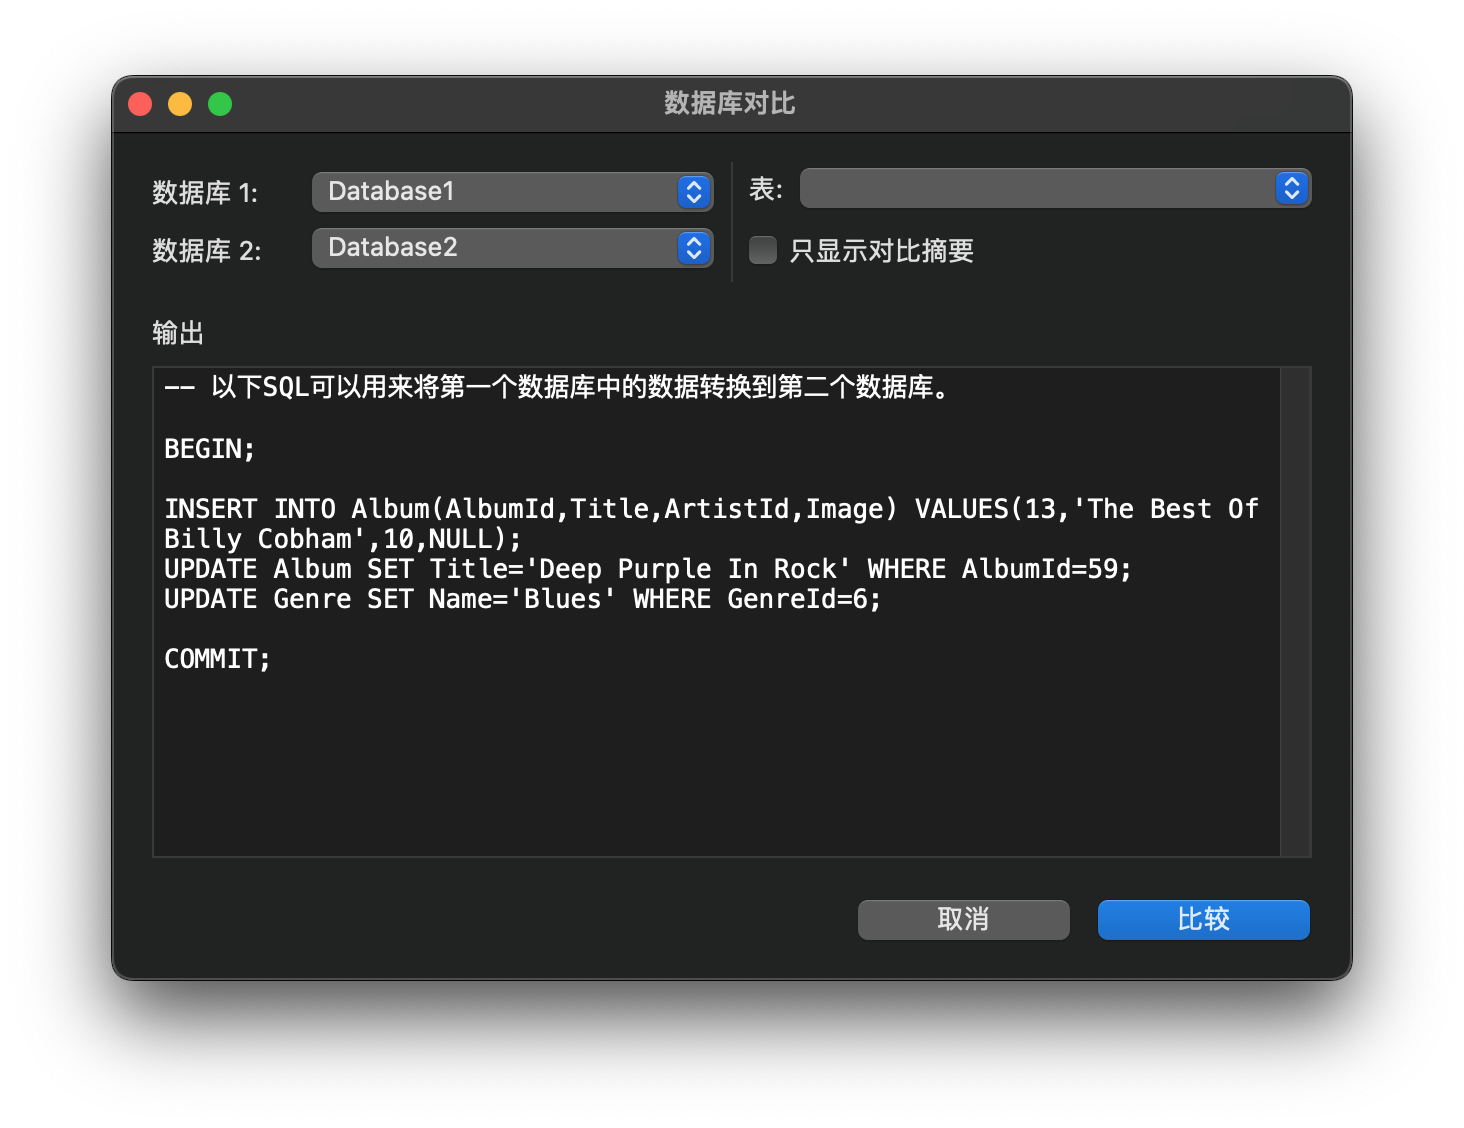 数据库对比
数据库 1:
Database1
表:
数据库 2:
Database2
只显示对比摘要
输出
-- 以下SQL可以用来将第一个数据库中的数据转换到第二个数据库。
BEGIN;
INSERT INTO Album(AlbumId,Title,ArtistId,Image) VALUES(13,'The Best Of
Billy Cobham',10,NULL);
UPDATE Album SET Title='Deep Purple In Rock' WHERE AlbumId=59;
UPDATE Genre SET Name='Blues' WHERE GenreId=6;
COMMIT;
取消
比较